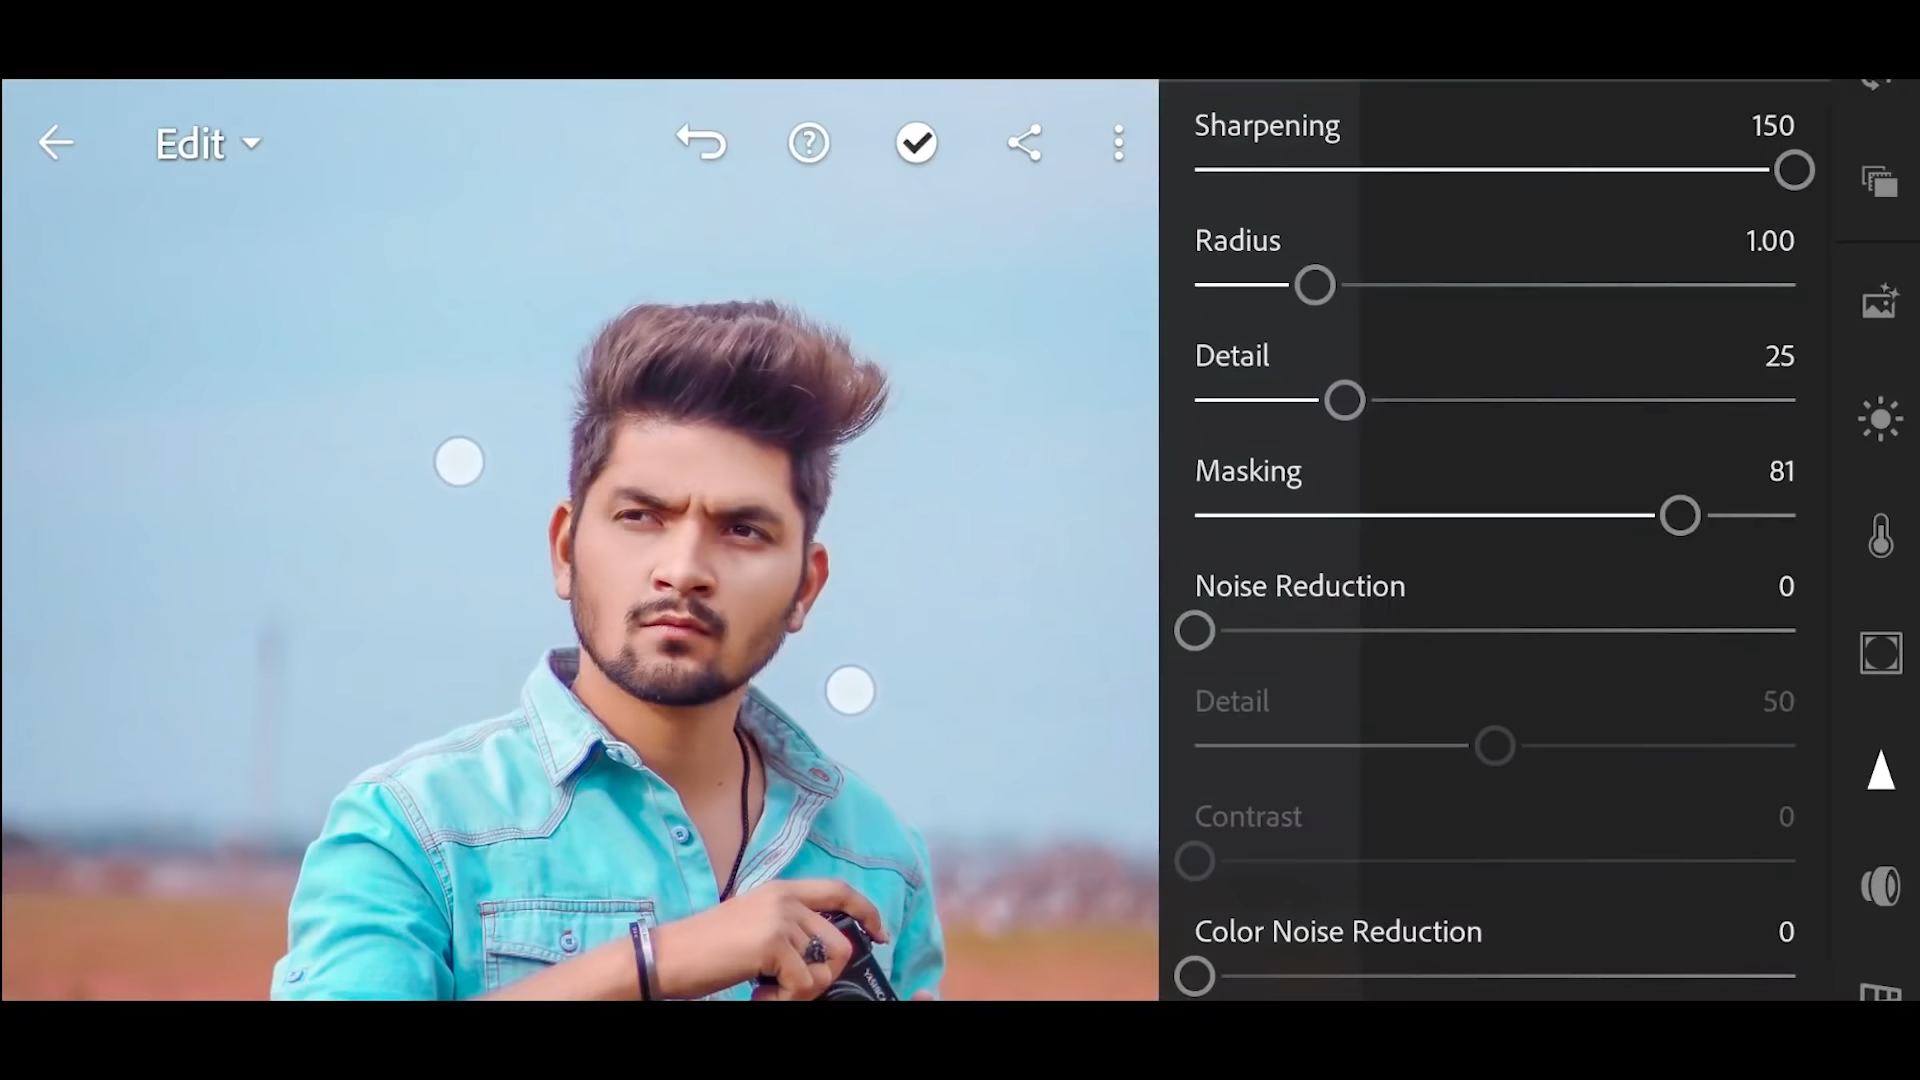 Edit
Sharpening 150
Radius 1.00
Detail 25
Masking 81
Noise Reduction 0
Detail 50
Contrast 0
Color Noise Reduction 0
YASHICA